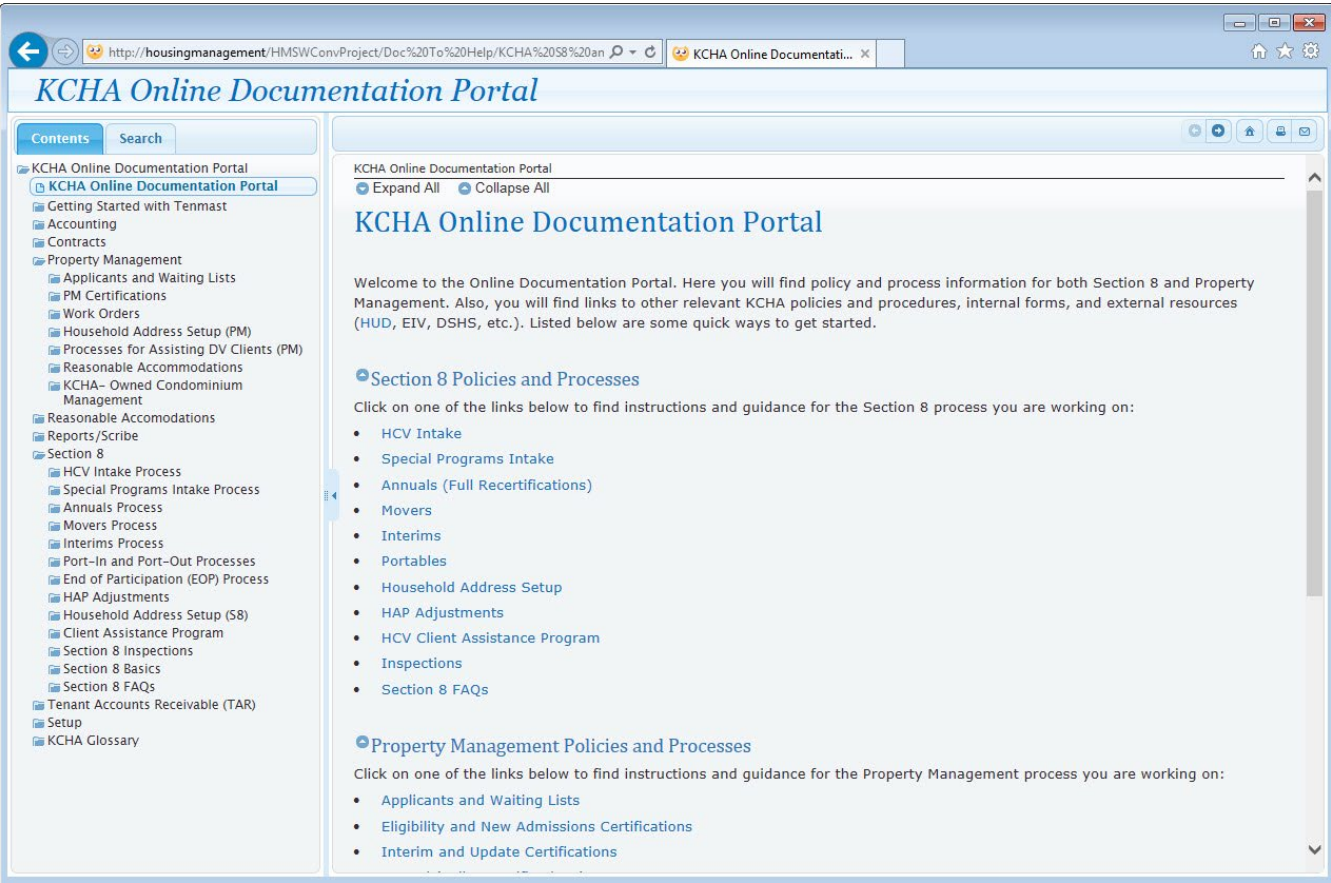 http://housingmanagement/HMSWConvProject/Doc%20To%20Help/KCHA%20S8%20an
KCHA Online Documentati...
KCHA Online Documentation Portal
Contents
Search
KCHA Online Documentation Portal
KCHA Online Documentation Portal
Getting Started with Tenmast
Accounting
Contracts
Property Management
Applicants and Waiting Lists
PM Certifications
Work Orders
Household Address Setup (PM)
Processes for Assisting DV Clients (PM)
Reasonable Accommodations
KCHA- Owned Condominium
Management
Reasonable Accomodations
Reports/Scribe
Section 8
HCV Intake Process
Special Programs Intake Process
Annuals Process
Movers Process
Interims Process
Port-In and Port-Out Processes
End of Participation (EOP) Process
HAP Adjustments
Household Address Setup (S8)
Client Assistance Program
Section 8 Inspections
Section 8 Basics
Section 8 FAQs
Tenant Accounts Receivable (TAR)
Setup
KCHA Glossary
KCHA Online Documentation Portal
Expand All Collapse All
KCHA Online Documentation Portal
Welcome to the Online Documentation Portal. Here you will find policy and process information for both Section 8 and Property
Management. Also, you will find links to other relevant KCHA policies and procedures, internal forms, and external resources
(HUD, EIV, DSHS, etc.). Listed below are some quick ways to get started.
Section 8 Policies and Processes
Click on one of the links below to find instructions and guidance for the Section 8 process you are working on:
• HCV Intake
• Special Programs Intake
• Annuals (Full Recertifications)
• Movers
• Interims
• Portables
• Household Address Setup
• HAP Adjustments
• HCV Client Assistance Program
• Inspections
• Section 8 FAQs
Property Management Policies and Processes
Click on one of the links below to find instructions and guidance for the Property Management process you are working on:
• Applicants and Waiting Lists
• Eligibility and New Admissions Certifications
• Interim and Update Certifications